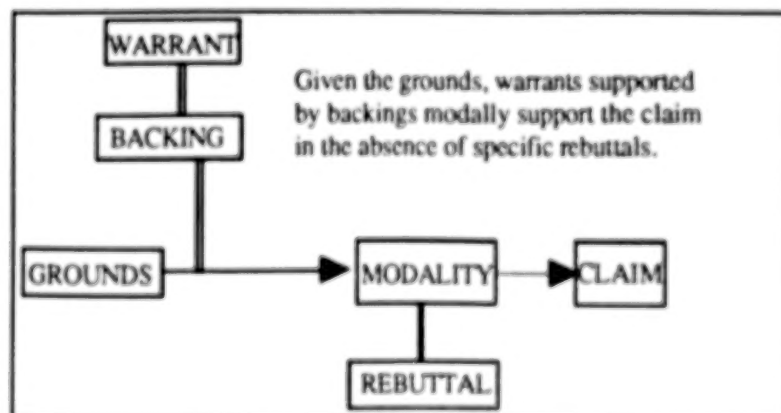 WARRANT
Given the grounds, warrants supported
by backings modally support the claim
in the absence of specific rebuttals.
BACKING
GROUNDS
MODALITY
CLAIM
REBUTTAL